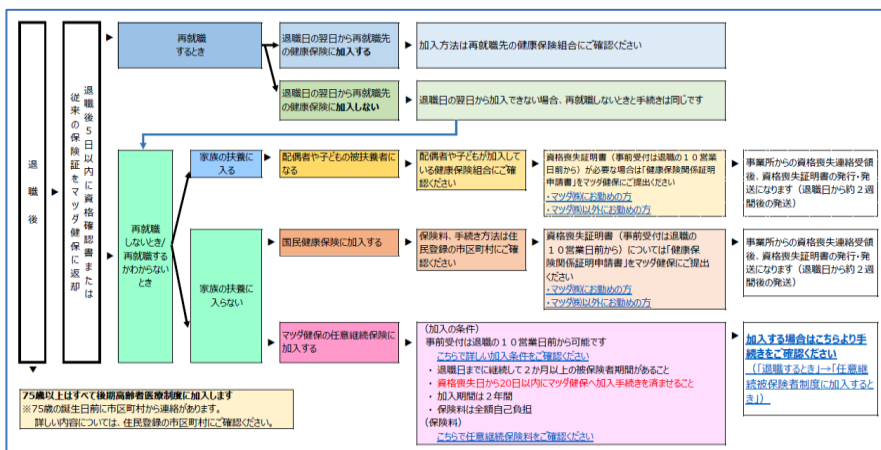 退職後
退職後5日以内に資格確認書または
従来の保険証をマツダ健保に返却
再就職
するとき
退職日の翌日から再就職先
の健康保険に加入する
加入方法は再就職先の健康保険組合にご確認ください
退職日の翌日から再就職先
の健康保険に加入しない
退職日の翌日から加入できない場合、再就職しないときと手続きは同じです
再就職
しないとき/
再就職する
かわからない
とき
家族の扶養に
入る
配偶者や子どもの被扶養者に
なる
配偶者や子どもが加入して
いる健康保険組合にご確
認ください
資格喪失証明書(事前受付は退職の10営業
日前から)が必要な場合は「健康保険関係証明
申請書」をマツダ健保にご提出ください
・マツダ㈱にお勤めの方
・マツダ㈱以外にお勤めの方
事業所からの資格喪失連絡受領
後、資格喪失証明書の発行・発
送になります(退職日から約2週
間後の発送)
家族の扶養に
入らない
国民健康保険に加入する
保険料、手続き方法は住
民登録の市区町村にご確
認ください
資格喪失証明書(事前受付は退職の
10営業日前から)については「健康保
険関係証明申請書」をマツダ健保にご提出
ください
・マツダ㈱にお勤めの方
・マツダ㈱以外にお勤めの方
事業所からの資格喪失連絡受領
後、資格喪失証明書の発行・発
送になります(退職日から約2週
間後の発送)
マツダ健保の任意継続保険に
加入する
(加入の条件)
事前受付は退職の10営業日前から可能です
こちらで詳しい加入条件をご確認ください
・退職日までに継続して2か月以上の被保険者期間があること
・資格喪失日から20日以内にマツダ健保へ加入手続きを済ませること
・加入期間は2年間
・保険料は全額自己負担
(保険料)
こちらで任意継続保険料をご確認ください
加入する場合はこちらより手
続きをご確認ください
(「退職するとき」→「任意継
続被保険者制度に加入すると
き」)
75歳以上はすべて後期高齢者医療制度に加入します
※75歳の誕生日前に市区町村から連絡があります。
詳しい内容については、住民登録の市区町村にご確認ください。